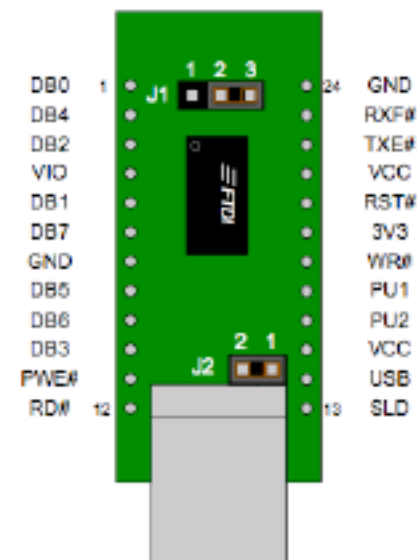 1 2 3
DB0 1 J1 24 GND
DB4 RXF#
DB2 TXE#
VIO VCC
DB1 RST#
DB7 FTDI 3V3
GND WR#
DB5 PU1
DB6 PU2
DB3 2 1 VCC
PWE# J2 USB
RD# 12 13 SLD